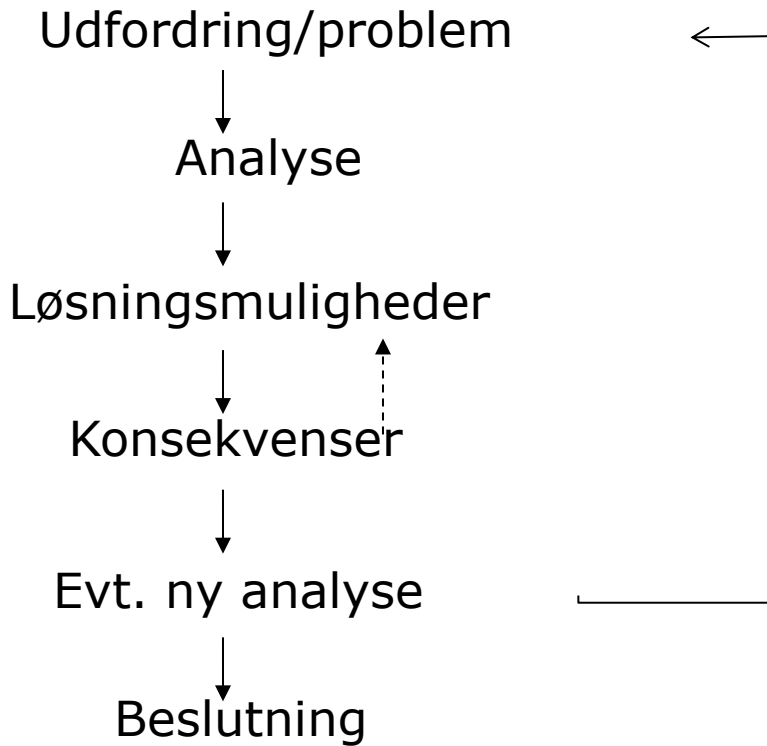 Udfordring/problem
Analyse
Løsningsmuligheder
Konsekvenser
Evt. ny analyse
Beslutning